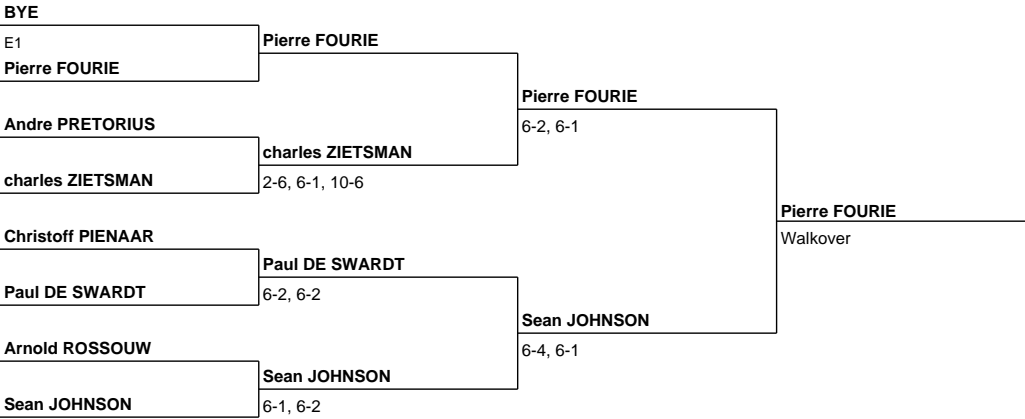 BYE
E1
Pierre FOURIE
Pierre FOURIE
Pierre FOURIE
6-2, 6-1
Andre PRETORIUS
charles ZIETSMAN
charles ZIETSMAN
2-6, 6-1, 10-6
Pierre FOURIE
Walkover
Christoff PIENAAR
Paul DE SWARDT
Paul DE SWARDT
6-2, 6-2
Sean JOHNSON
6-4, 6-1
Arnold ROSSOUW
Sean JOHNSON
Sean JOHNSON
6-1, 6-2